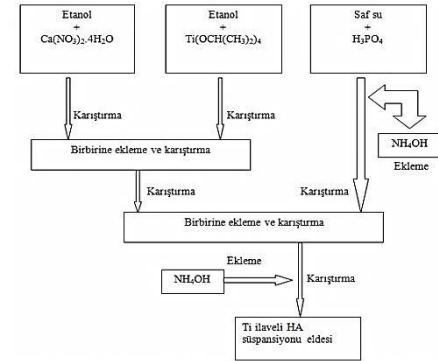 Etanol
+
Ca(NO3)2.4H2O
Etanol
+
Ti(OCH(CH3)2)4
Saf su
+
H3PO4
Karıştırma
Karıştırma
NH4OH
Ekleme
Birbirine ekleme ve karıştırma
Karıştırma
Karıştırma
Birbirine ekleme ve karıştırma
Ekleme
NH4OH
Karıştırma
Ti ilaveli HA
süspansiyonu eldesi